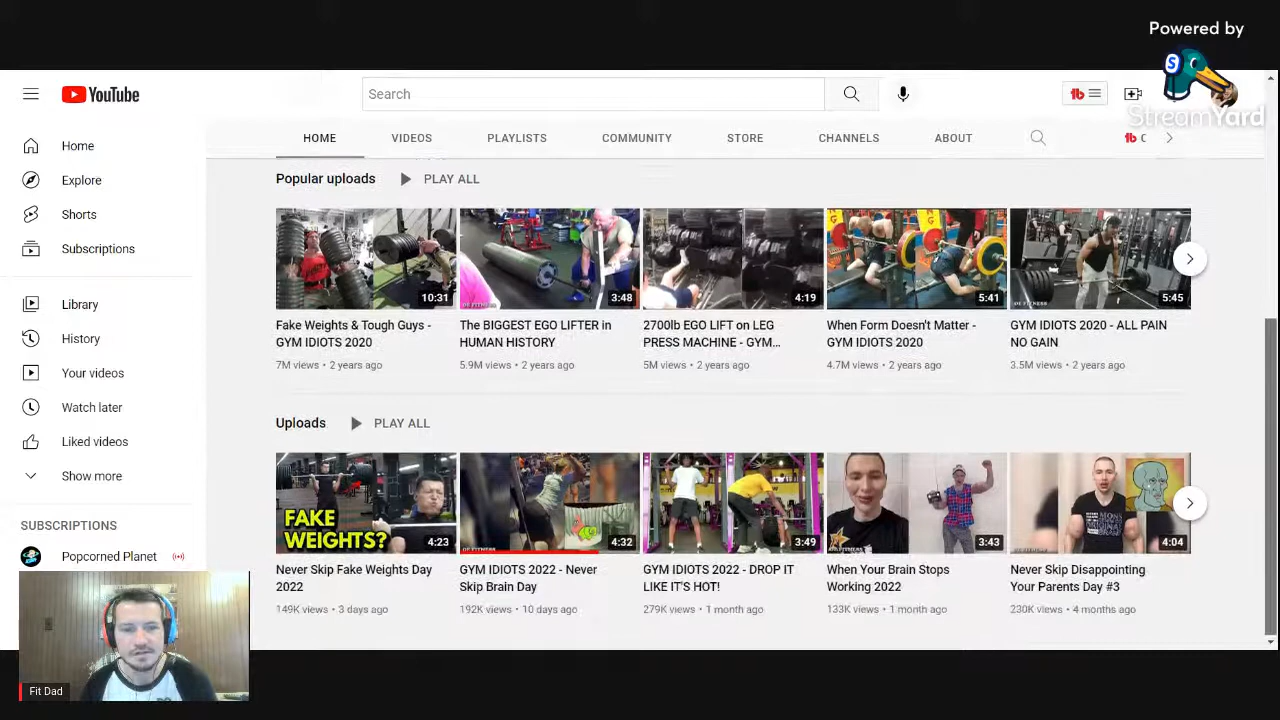 Powered by
StreamYard
YouTube
Search
HOME VIDEOS PLAYLISTS COMMUNITY STORE CHANNELS ABOUT
Home
Explore
Shorts
Subscriptions
Library
History
Your videos
Watch later
Liked videos
Show more
SUBSCRIPTIONS
Popcorned Planet
Popular uploads PLAY ALL
10:31 3:48 4:19 5:41 5:45
Fake Weights & Tough Guys -
GYM IDIOTS 2020
7M views • 2 years ago
The BIGGEST EGO LIFTER in
HUMAN HISTORY
5.9M views • 2 years ago
2700lb EGO LIFT on LEG
PRESS MACHINE - GYM...
5M views • 2 years ago
When Form Doesn't Matter -
GYM IDIOTS 2020
4.7M views • 2 years ago
GYM IDIOTS 2020 - ALL PAIN
NO GAIN
3.5M views • 2 years ago
Uploads PLAY ALL
FAKE
WEIGHTS?
4:23 4:32 3:49 3:43 4:04
Never Skip Fake Weights Day
2022
149K views • 3 days ago
GYM IDIOTS 2022 - Never
Skip Brain Day
192K views • 10 days ago
GYM IDIOTS 2022 - DROP IT
LIKE IT'S HOT!
279K views • 1 month ago
When Your Brain Stops
Working 2022
133K views • 1 month ago
Never Skip Disappointing
Your Parents Day #3
230K views • 4 months ago
Fit Dad